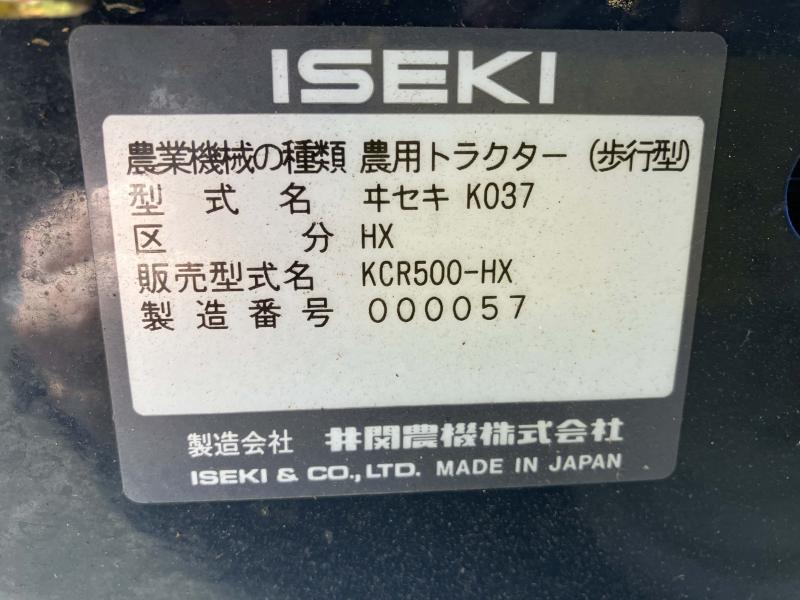 ISEKI
農業機械の種類 農用トラクター (歩行型)
型式名 ヰセキ K037
区分 HX
販売型式名 KCR500-HX
製造番号 000057
製造会社 井関農機株式会社
ISEKI & CO., LTD. MADE IN JAPAN